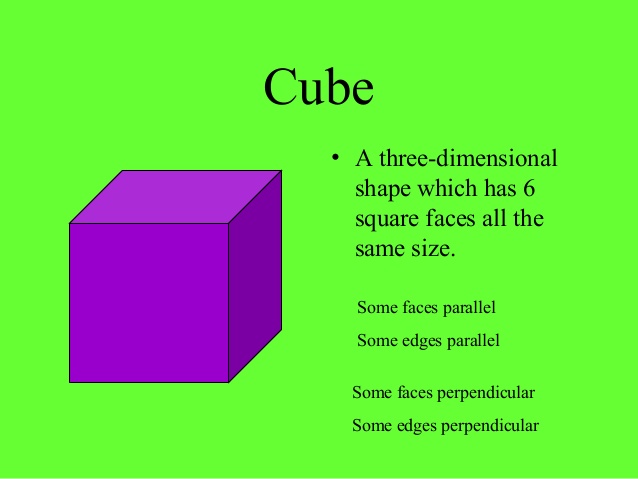 Cube
• A three-dimensional
shape which has 6
square faces all the
same size.
Some faces parallel
Some edges parallel
Some faces perpendicular
Some edges perpendicular